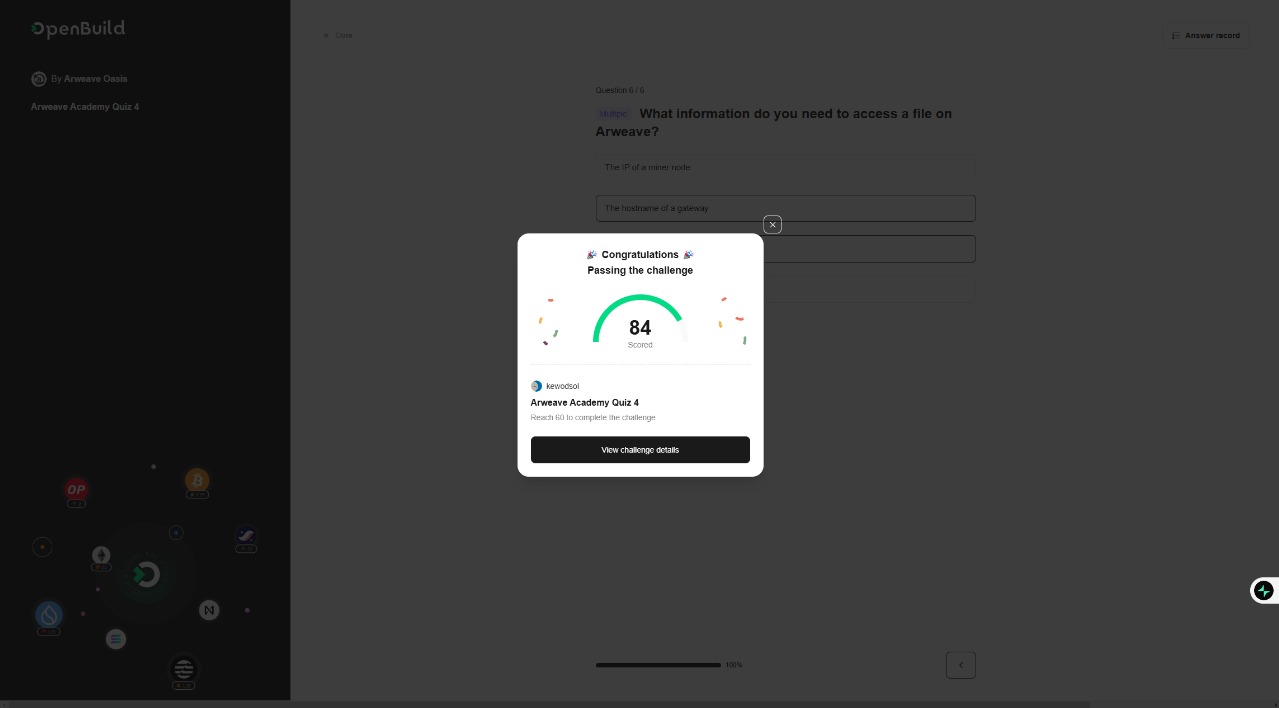 OpenBuild
Close
Answer record
By Arweave Oasis
Arweave Academy Quiz 4
Question 6 / 6
Multiple What information do you need to access a file on
Arweave?
The IP of a miner node
The hostname of a gateway
Congratulations
Passing the challenge
84
Scored
kewodsol
Arweave Academy Quiz 4
Reach 60 to complete the challenge
View challenge details
OP
100%